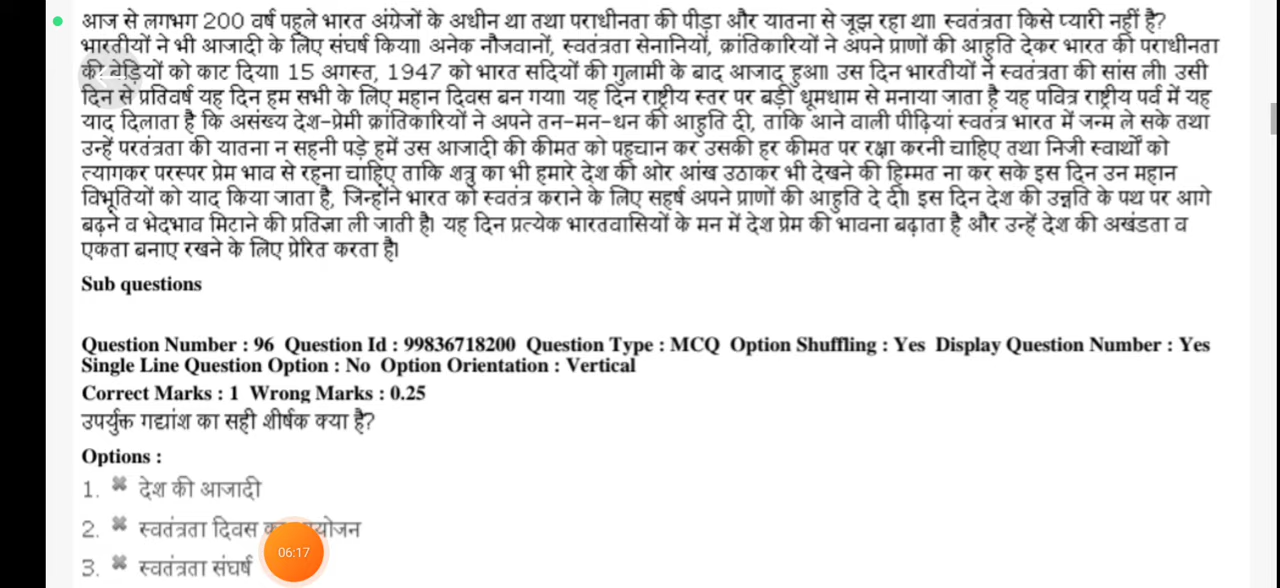 आज से लगभग 200 वर्ष पहले भारत अंग्रेजों के अधीन था तथा पराधीनता की पीड़ा और यातना से जूझ रहा था। स्वतंत्रता किसे प्यारी नहीं है?
भारतीयों ने भी आजादी के लिए संघर्ष किया। अनेक नौजवानों, स्वतंत्रता सेनानियों, क्रांतिकारियों ने अपने प्राणों की आहुति देकर भारत की पराधीनता
की बेड़ियों को काट दिया। 15 अगस्त, 1947 को भारत सदियों की गुलामी के बाद आजाद हुआ। उस दिन भारतीयों ने स्वतंत्रता की सांस ली। उसी
दिन से प्रतिवर्ष यह दिन हम सभी के लिए महान दिवस बन गया। यह दिन राष्ट्रीय स्तर पर बड़ी धूमधाम से मनाया जाता है यह पवित्र राष्ट्रीय पर्व में यह
याद दिलाता है कि असंख्य देश-प्रेमी क्रांतिकारियों ने अपने तन-मन-धन की आहुति दी, ताकि आने वाली पीढ़ियां स्वतंत्र भारत में जन्म ले सके तथा
उन्हें परतंत्रता की यातना न सहनी पड़े हमें उस आजादी की कीमत को पहचान कर उसकी हर कीमत पर रक्षा करनी चाहिए तथा निजी स्वार्थों को
त्यागकर परस्पर प्रेम भाव से रहना चाहिए ताकि शत्रु का भी हमारे देश की ओर आंख उठाकर भी देखने की हिम्मत ना कर सके इस दिन उन महान
विभूतियों को याद किया जाता है, जिन्होंने भारत को स्वतंत्र कराने के लिए सहर्ष अपने प्राणों की आहुति दे दी। इस दिन देश की उन्नति के पथ पर आगे
बढ़ने व भेदभाव मिटाने की प्रतिज्ञा ली जाती है। यह दिन प्रत्येक भारतवासियों के मन में देश प्रेम की भावना बढ़ाता है और उन्हें देश की अखंडता व
एकता बनाए रखने के लिए प्रेरित करता है।
Sub questions
Question Number : 96 Question Id : 99836718200 Question Type : MCQ Option Shuffling : Yes Display Question Number : Yes
Single Line Question Option : No Option Orientation : Vertical
Correct Marks : 1 Wrong Marks : 0.25
उपर्युक्त गद्यांश का सही शीर्षक क्या है?
Options :
1. देश की आजादी
2. स्वतंत्रता दिवस
3. स्वतंत्रता संघर्ष
06:17